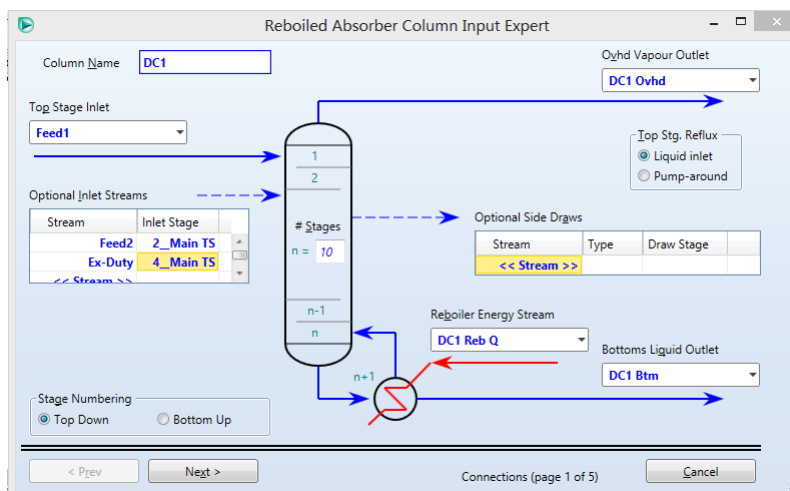 Reboiled Absorber Column Input Expert
Column Name DC1
Ovhd Vapour Outlet
DC1 Ovhd
Top Stage Inlet
Feed1
Top Stg. Reflux
Liquid inlet
Pump-around
1
2
Optional Inlet Streams
Stream Inlet Stage
Feed2 2__Main TS
Ex-Duty 4__Main TS
<< Stream >>
# Stages
n = 10
Optional Side Draws
Stream Type Draw Stage
<< Stream >>
n-1
n
n+1
Reboiler Energy Stream
DC1 Reb Q
Bottoms Liquid Outlet
DC1 Btm
Stage Numbering
Top Down Bottom Up
< Prev Next > Connections (page 1 of 5) Cancel